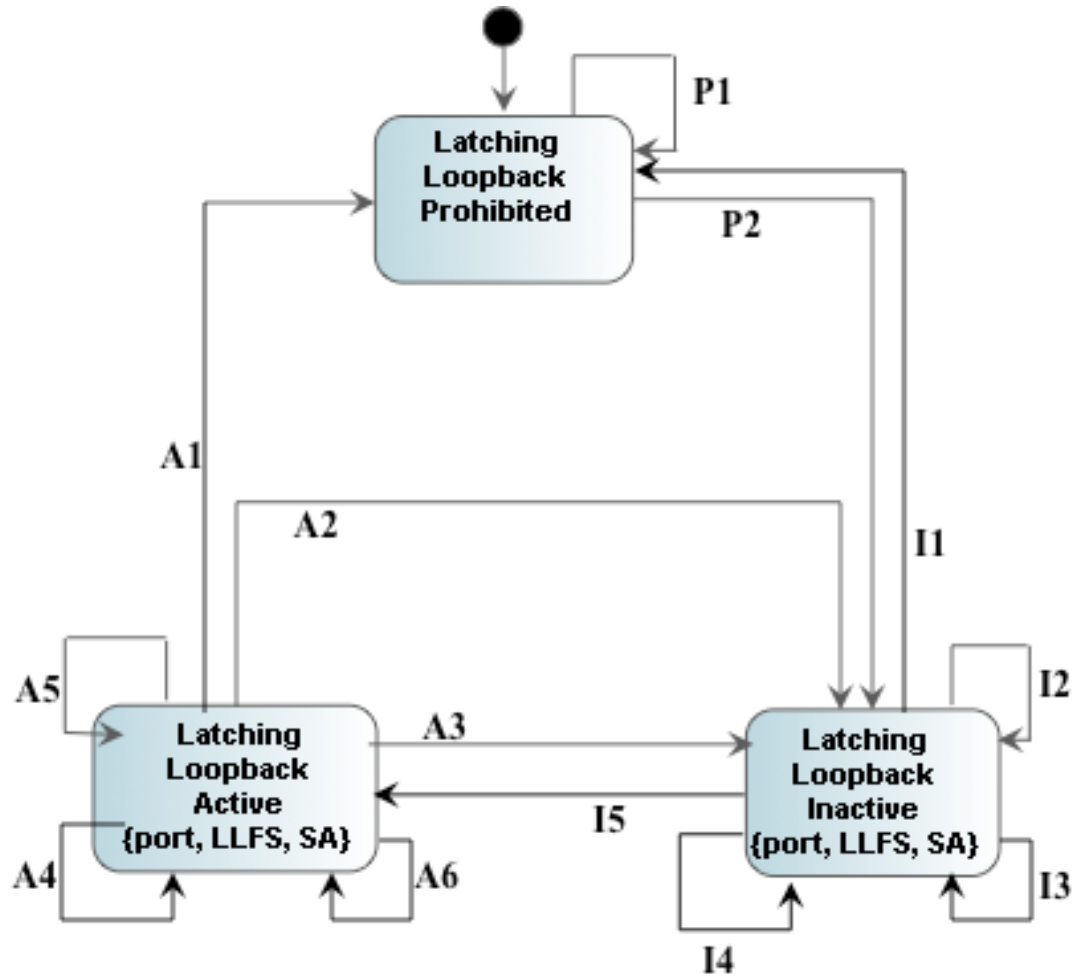 P1
Latching
Loopback
Prohibited
P2
A1
A2
I1
A5
I2
A3
Latching
Loopback
Active
{port, LLFS, SA}
Latching
Loopback
Inactive
{port, LLFS, SA}
I5
A4
A6
I3
I4